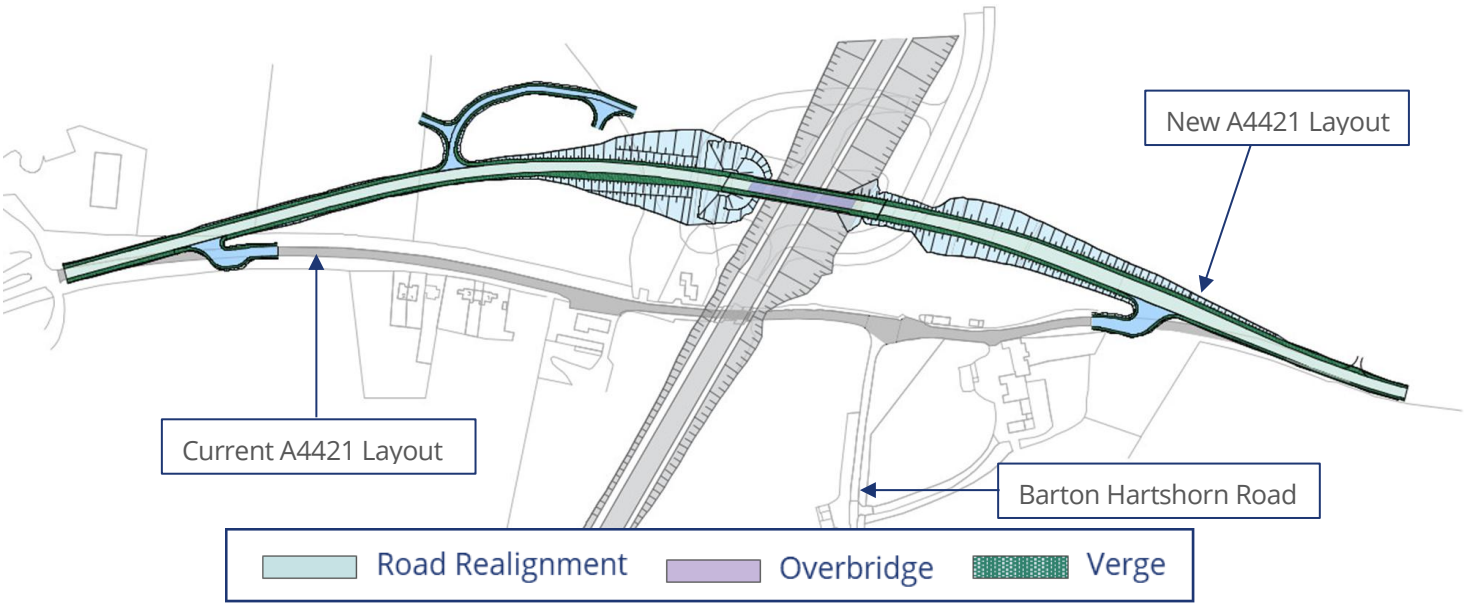 New A4421 Layout
Current A4421 Layout
Barton Hartshorn Road
Road Realignment
Overbridge
Verge